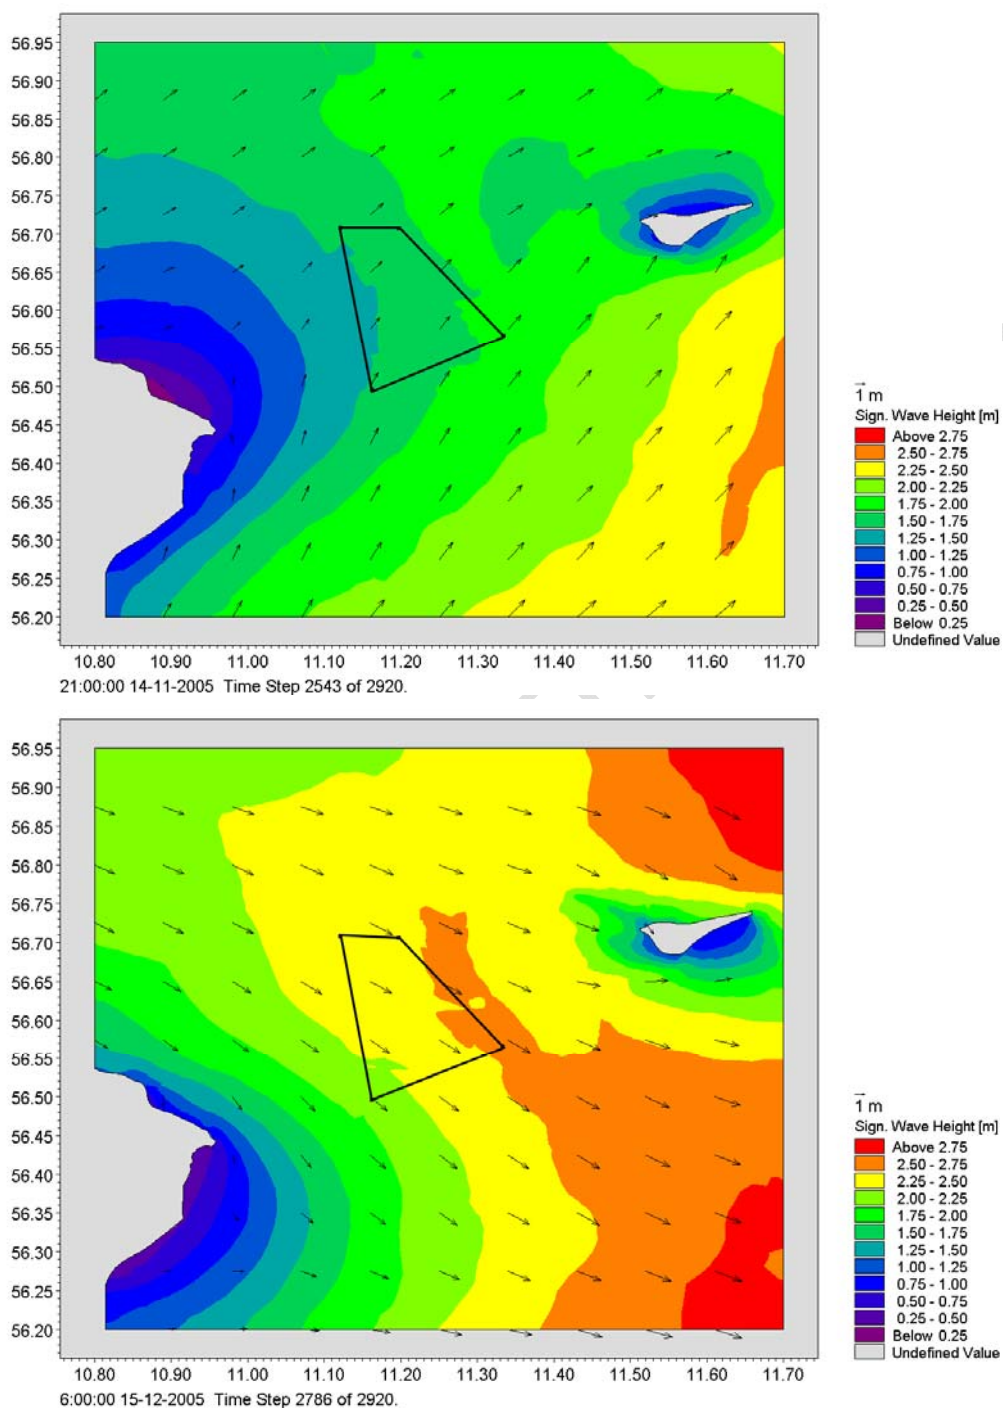 56.95
56.90
56.85
56.80
56.75
56.70
56.65
56.60
56.55
56.50
56.45
56.40
56.35
56.30
56.25
56.20
10.80 10.90 11.00 11.10 11.20 11.30 11.40 11.50 11.60 11.70
21:00:00 14-11-2005 Time Step 2543 of 2920.
1 m
Sign. Wave Height [m]
Above 2.75
2.50 - 2.75
2.25 - 2.50
2.00 - 2.25
1.75 - 2.00
1.50 - 1.75
1.25 - 1.50
1.00 - 1.25
0.75 - 1.00
0.50 - 0.75
0.25 - 0.50
Below 0.25
Undefined Value
56.95
56.90
56.85
56.80
56.75
56.70
56.65
56.60
56.55
56.50
56.45
56.40
56.35
56.30
56.25
56.20
10.80 10.90 11.00 11.10 11.20 11.30 11.40 11.50 11.60 11.70
6:00:00 15-12-2005 Time Step 2786 of 2920.
1 m
Sign. Wave Height [m]
Above 2.75
2.50 - 2.75
2.25 - 2.50
2.00 - 2.25
1.75 - 2.00
1.50 - 1.75
1.25 - 1.50
1.00 - 1.25
0.75 - 1.00
0.50 - 0.75
0.25 - 0.50
Below 0.25
Undefined Value